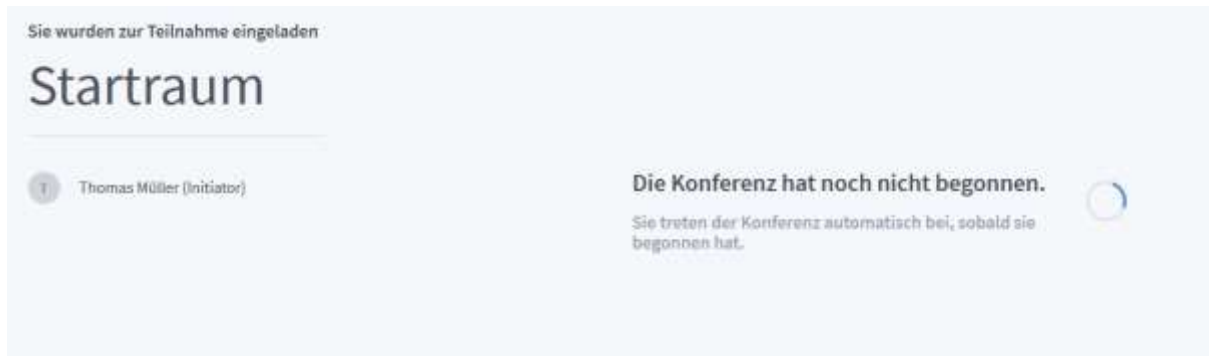 Sie wurden zur Teilnahme eingeladen
Startraum
T Thomas Müller (Initiator)
Die Konferenz hat noch nicht begonnen.
Sie treten der Konferenz automatisch bei, sobald sie
begonnen hat.